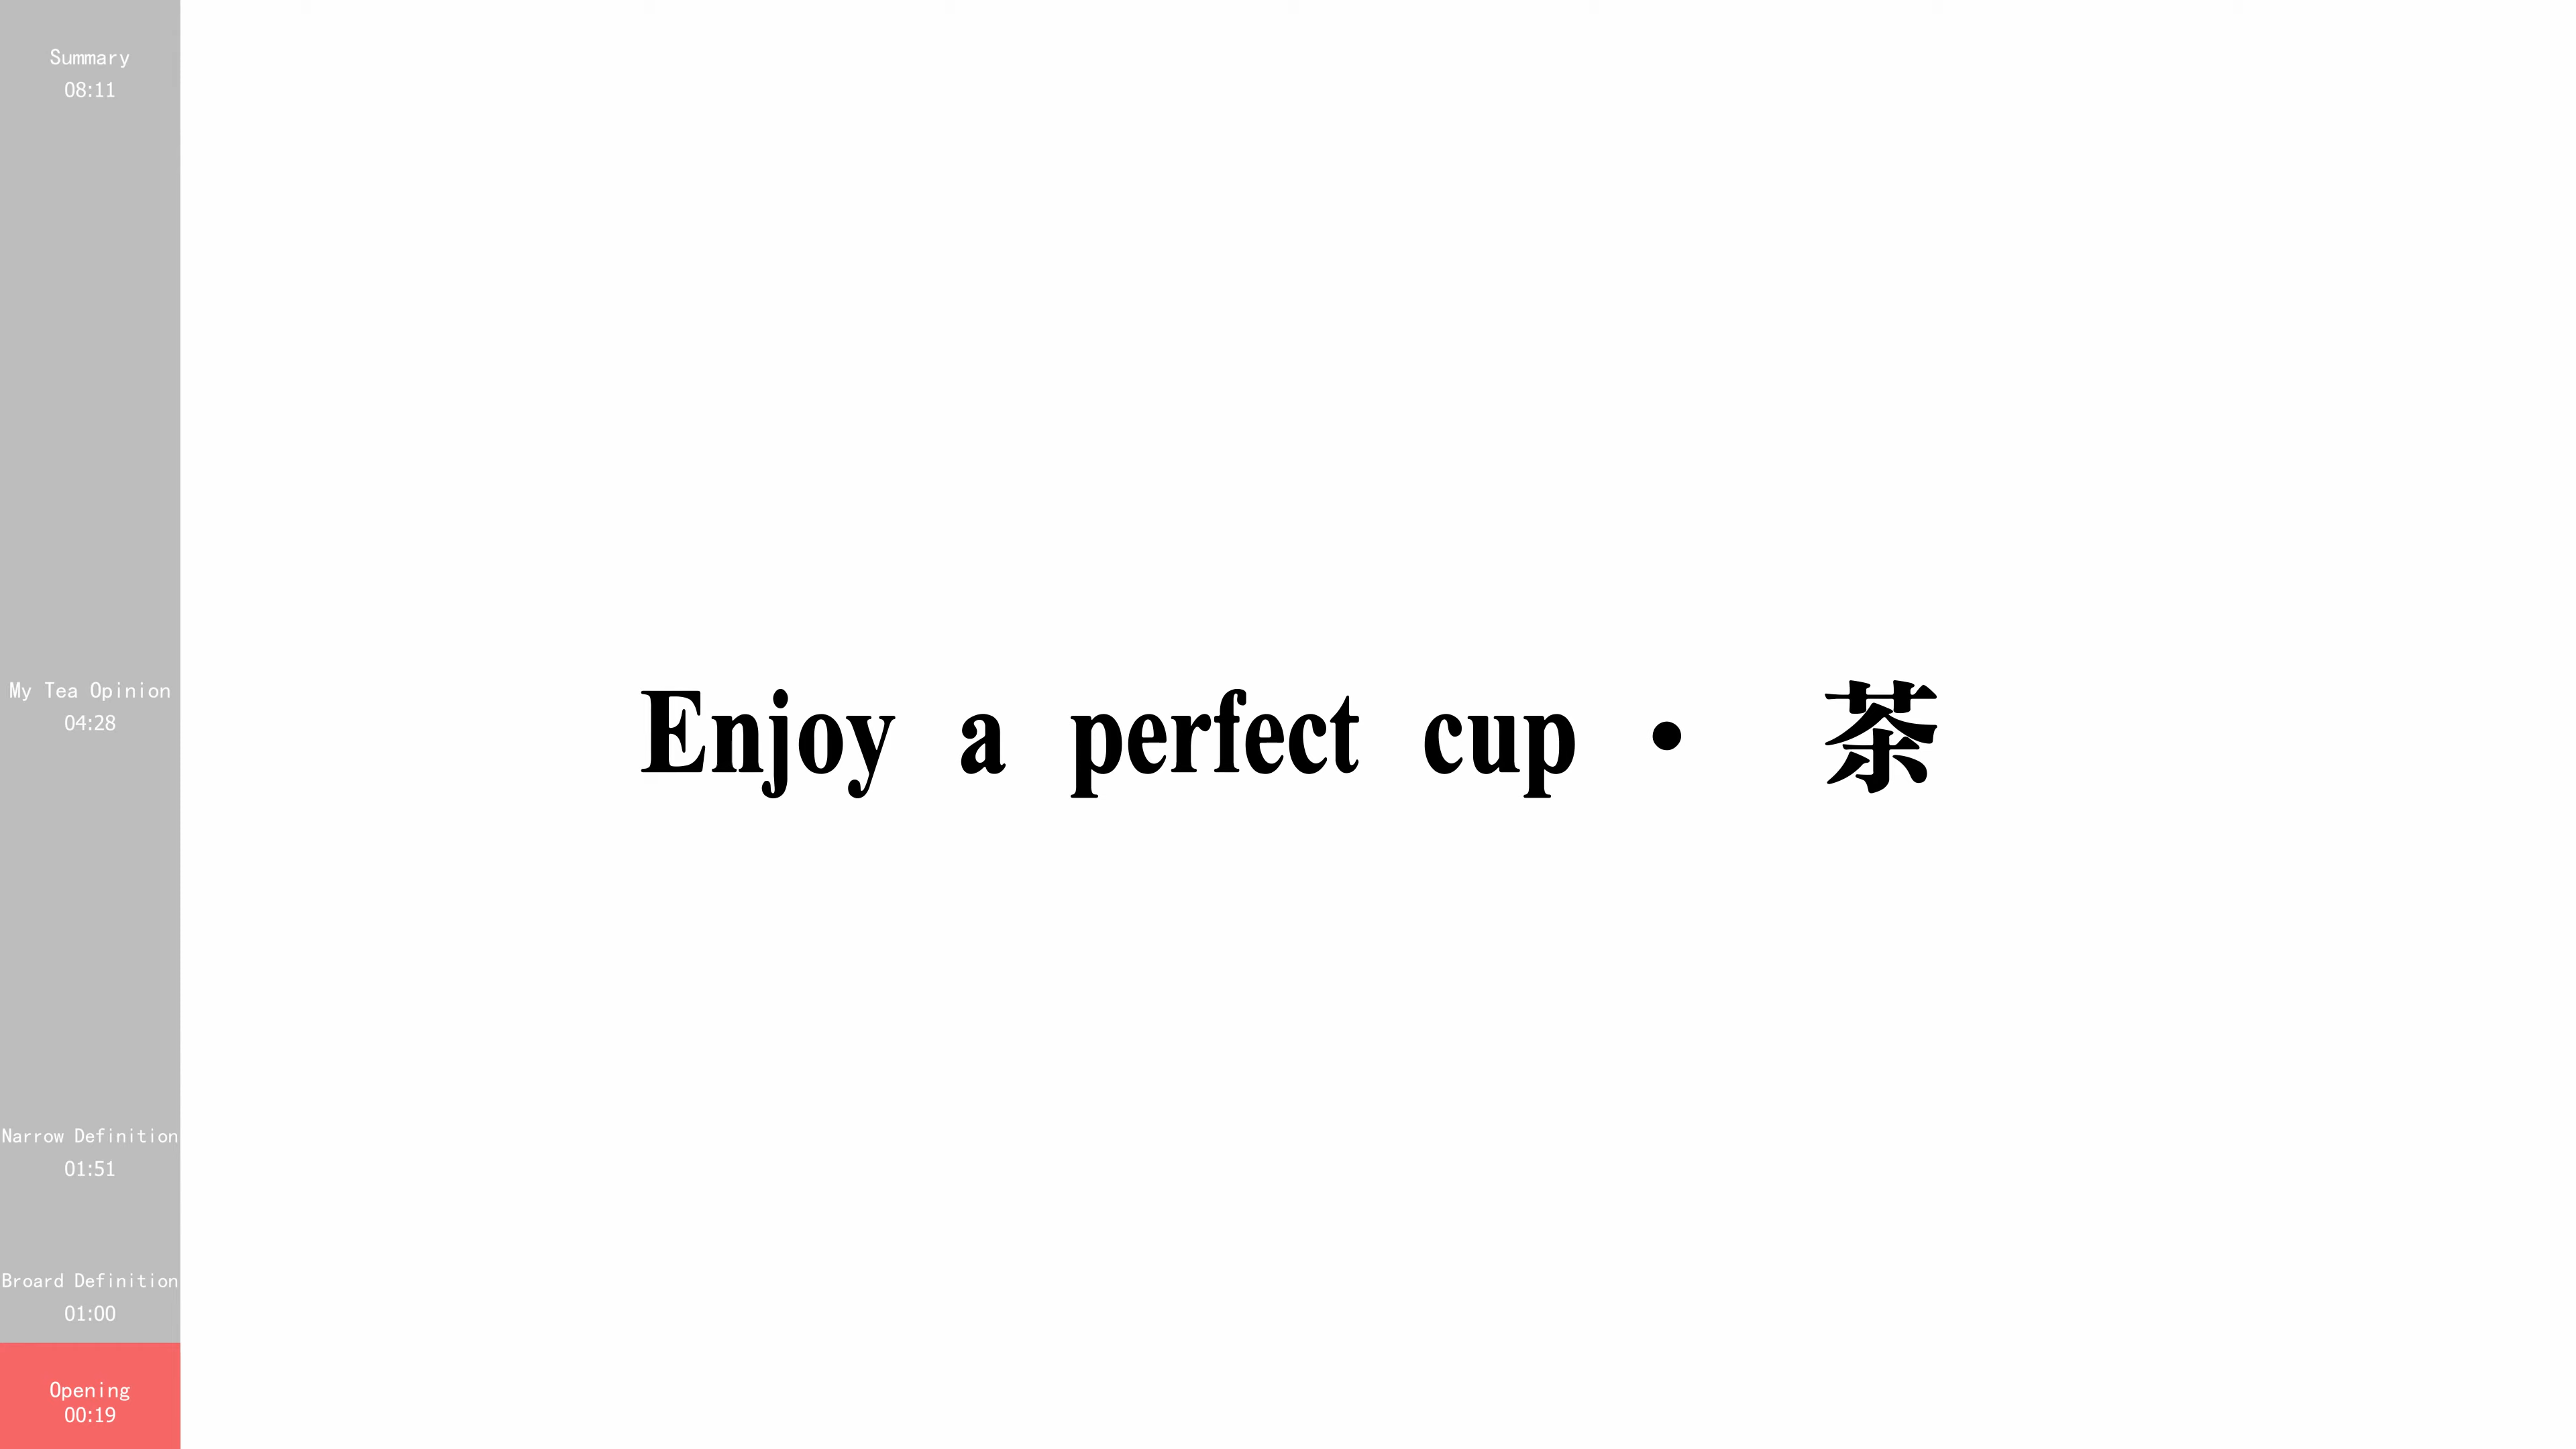 Summary
08:11
My Tea Opinion
04:28
Enjoy a perfect cup · 茶
Narrow Definition
01:51
Broard Definition
01:00
Opening
00:19